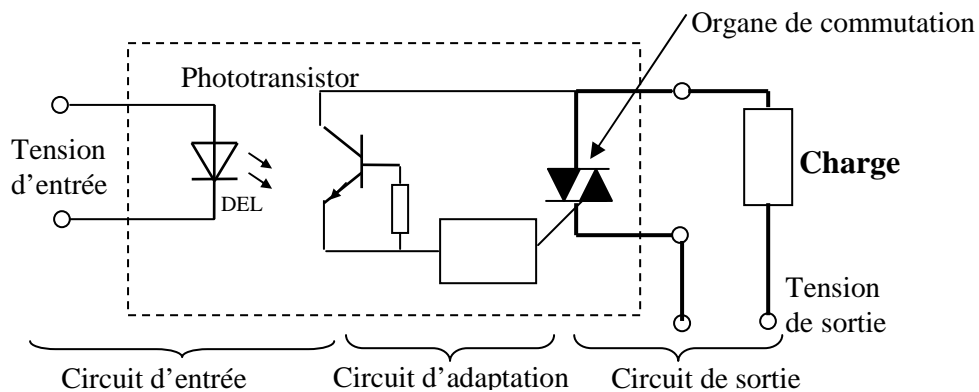 Organe de commutation
Phototransistor
Tension
d’entrée
DEL
Charge
Tension
de sortie
Circuit d’entrée
Circuit d’adaptation
Circuit de sortie